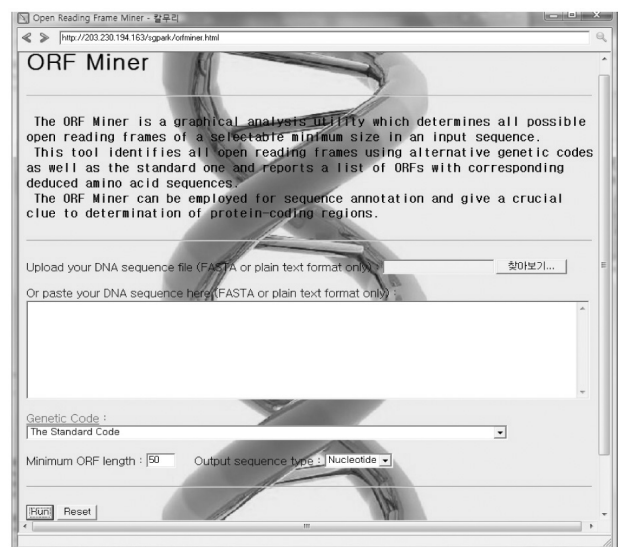 Open Reading Frame Miner - 칼무리
http://203.230.194.163/sgpark/orfminer.html
ORF Miner
The ORF Miner is a graphical analysis utility which determines all possible
open reading frames of a selectable minimum size in an input sequence.
This tool identifies all open reading frames using alternative genetic codes
as well as the standard one and reports a list of ORFs with corresponding
deduced amino acid sequences.
The ORF Miner can be employed for sequence annotation and give a crucial
clue to determination of protein-coding regions.
Upload your DNA sequence file (FASTA or plain text format only) : 찾아보기...
Or paste your DNA sequence here (FASTA or plain text format only) :
Genetic Code :
The Standard Code
Minimum ORF length : 50 Output sequence type : Nucleotide
Run Reset